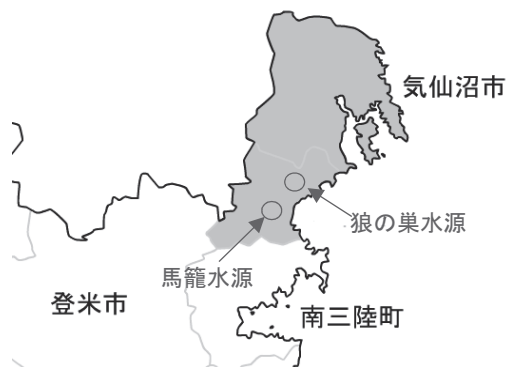 気仙沼市
狼の巣水源
馬籠水源
登米市
南三陸町